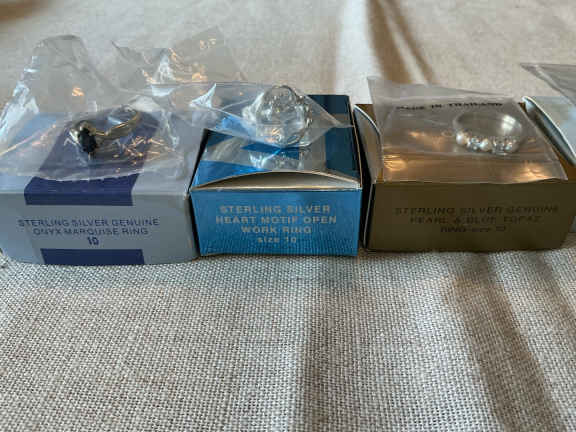 STERLING SILVER GENUINE
ONYX MARQUISE RING
10
STERLING SILVER
HEART MOTIF OPEN
WORK RING
size 10
MADE IN THAILAND
STERLING SILVER GENUINE
PEARL & BLUE TOPAZ
RING size 10